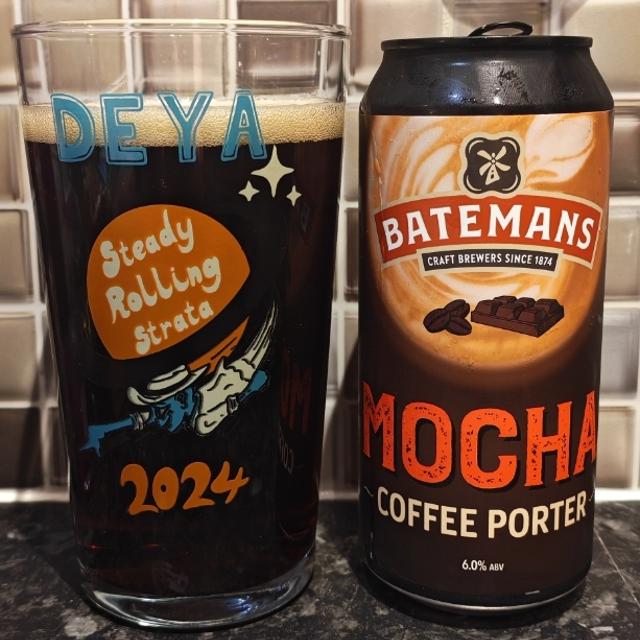 DEYA
Steady
Rolling
Strata
2024
BATEMANS
CRAFT BREWERS SINCE 1874
MOCHA
COFFEE PORTER
6.0% ABV